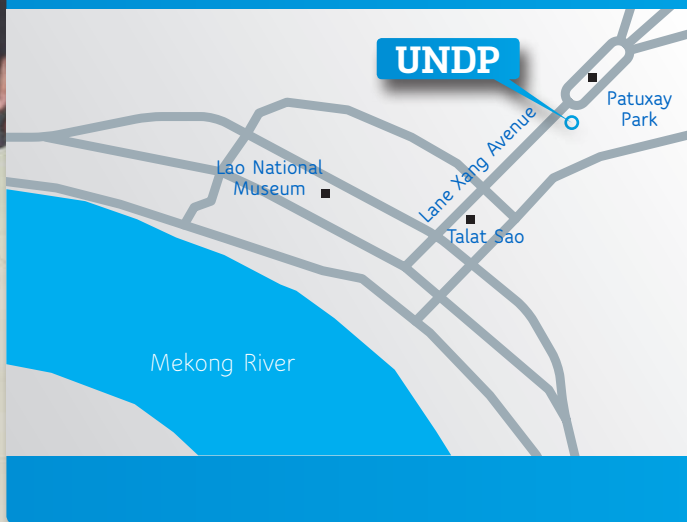 UNDP
Patuxay
Park
Lane Xang Avenue
Lao National
Museum
Talat Sao
Mekong River